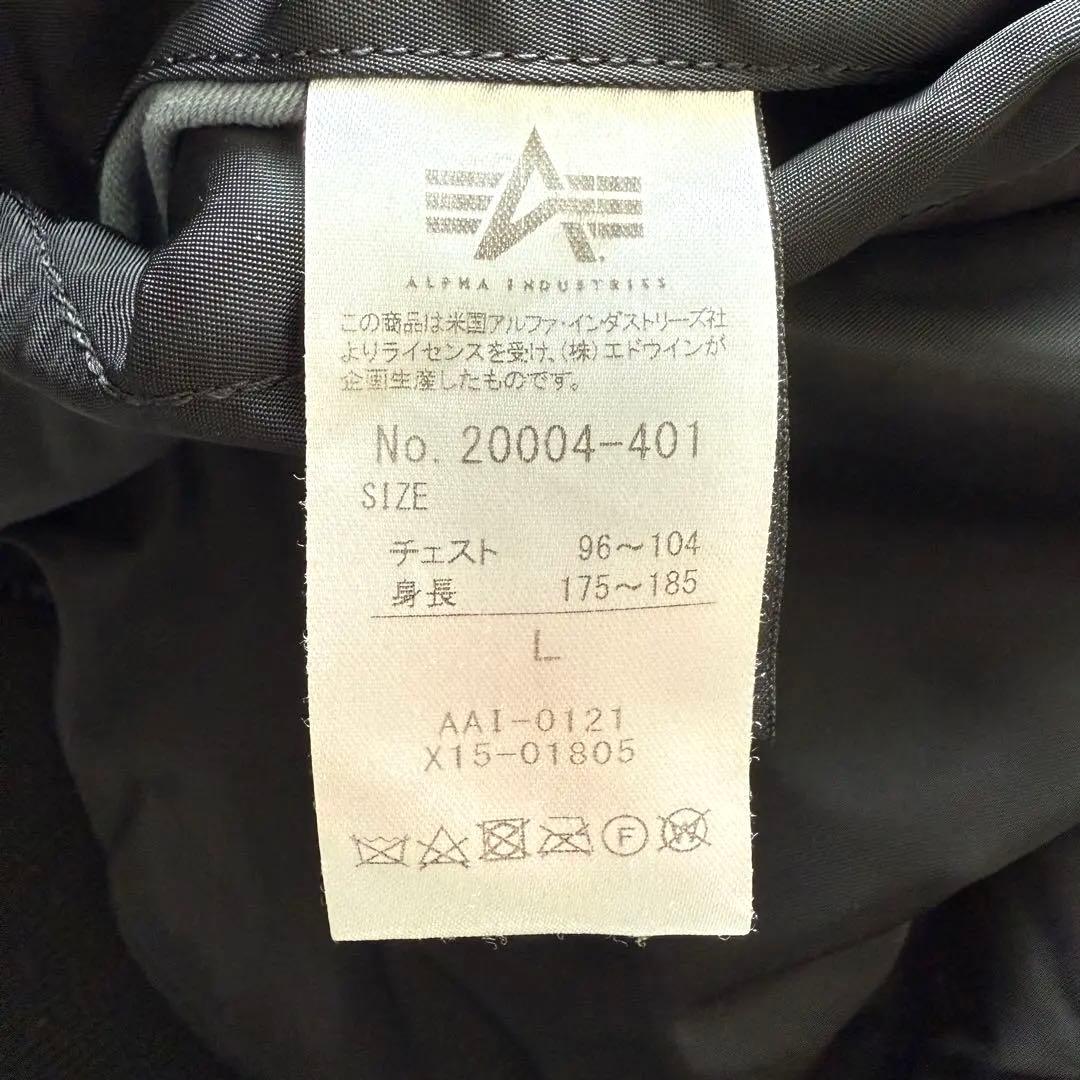 ALPHA INDUSTRIES
この商品は米国アルファ・インダストリーズ社
よりライセンスを受け、(株)エドウインが
企画生産したものです。
No. 20004-401
SIZE
チェスト 96〜104
身長 175〜185
L
AAI-0121
X15-01805
F
W